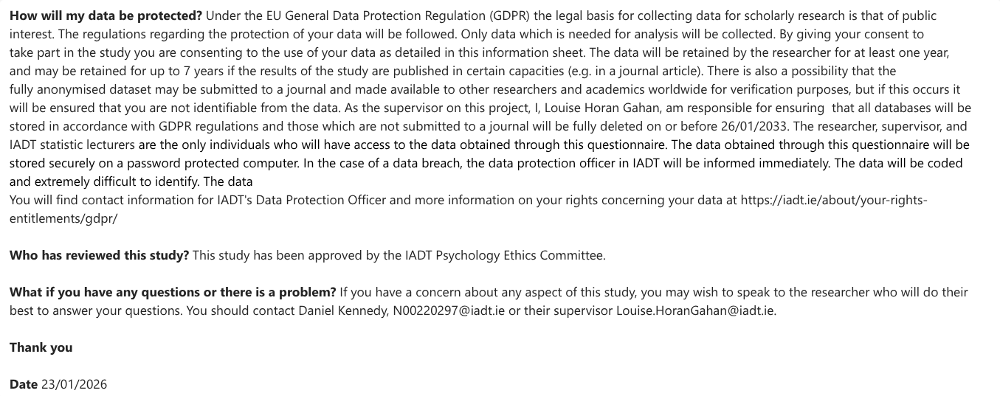 How will my data be protected? Under the EU General Data Protection Regulation (GDPR) the legal basis for collecting data for scholarly research is that of public
interest. The regulations regarding the protection of your data will be followed. Only data which is needed for analysis will be collected. By giving your consent to
take part in the study you are consenting to the use of your data as detailed in this information sheet. The data will be retained by the researcher for at least one year,
and may be retained for up to 7 years if the results of the study are published in certain capacities (e.g. in a journal article). There is also a possibility that the
fully anonymised dataset may be submitted to a journal and made available to other researchers and academics worldwide for verification purposes, but if this occurs it
will be ensured that you are not identifiable from the data. As the supervisor on this project, I, Louise Horan Gahan, am responsible for ensuring  that all databases will be
stored in accordance with GDPR regulations and those which are not submitted to a journal will be fully deleted on or before 26/01/2033. The researcher, supervisor, and
IADT statistic lecturers are the only individuals who will have access to the data obtained through this questionnaire. The data obtained through this questionnaire will be
stored securely on a password protected computer. In the case of a data breach, the data protection officer in IADT will be informed immediately. The data will be coded
and extremely difficult to identify. The data
You will find contact information for IADT's Data Protection Officer and more information on your rights concerning your data at https://iadt.ie/about/your-rights-
entitlements/gdpr/
Who has reviewed this study? This study has been approved by the IADT Psychology Ethics Committee.
What if you have any questions or there is a problem? If you have a concern about any aspect of this study, you may wish to speak to the researcher who will do their
best to answer your questions. You should contact Daniel Kennedy, N00220297@iadt.ie or their supervisor Louise.HoranGahan@iadt.ie.
Thank you
Date 23/01/2026